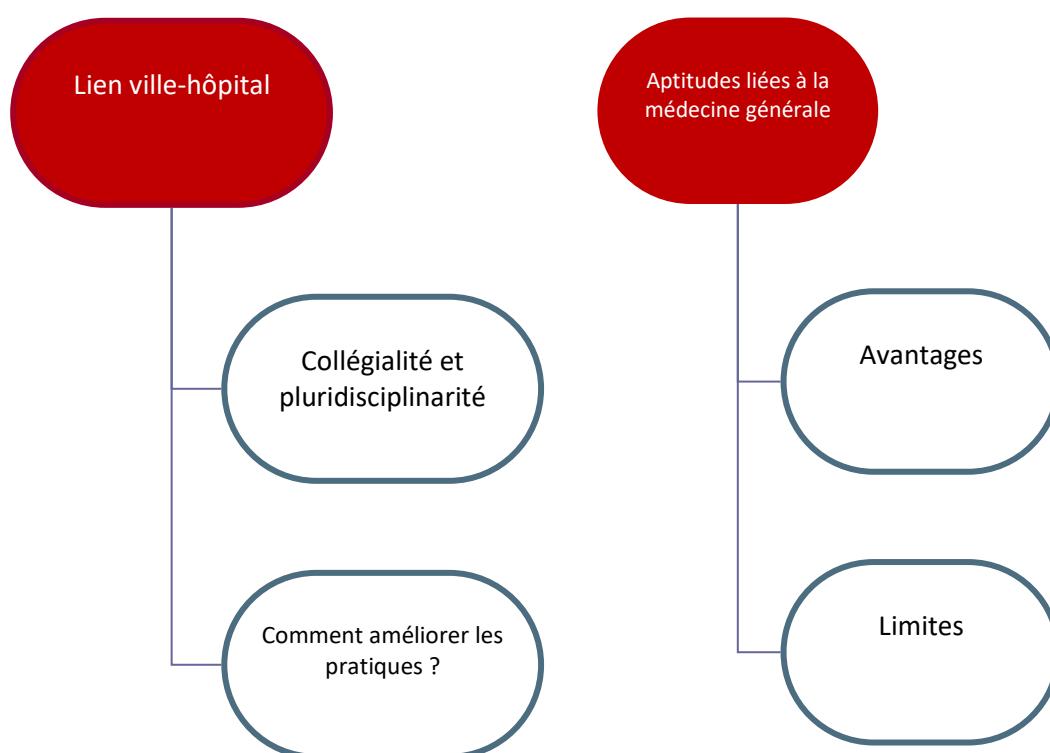 Lien ville-hôpital
Collégialité et
pluridisciplinarité
Comment améliorer les
pratiques ?
Aptitudes liées à la
médecine générale
Avantages
Limites